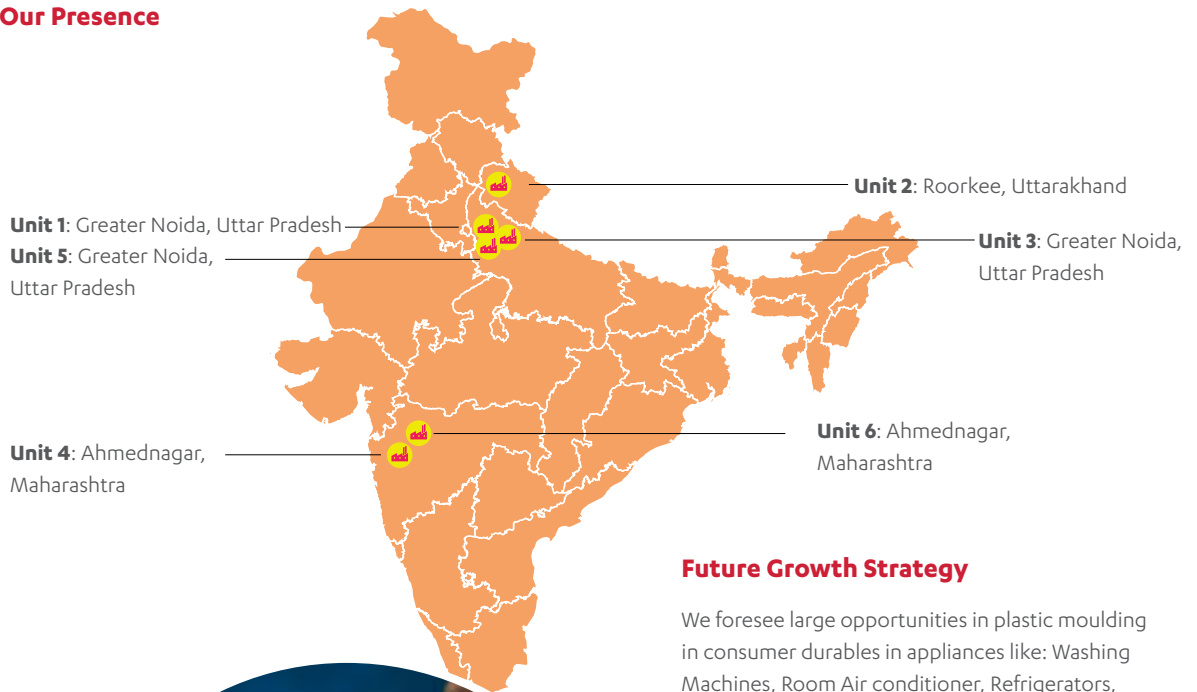 Our Presence
Unit 2: Roorkee, Uttarakhand
Unit 1: Greater Noida, Uttar Pradesh
Unit 5: Greater Noida,
Uttar Pradesh
Unit 3: Greater Noida,
Uttar Pradesh
Unit 4: Ahmednagar,
Maharashtra
Unit 6: Ahmednagar,
Maharashtra
Future Growth Strategy
We foresee large opportunities in plastic moulding
in consumer durables in appliances like: Washing
Machines, Room Air conditioner, Refrigerators,